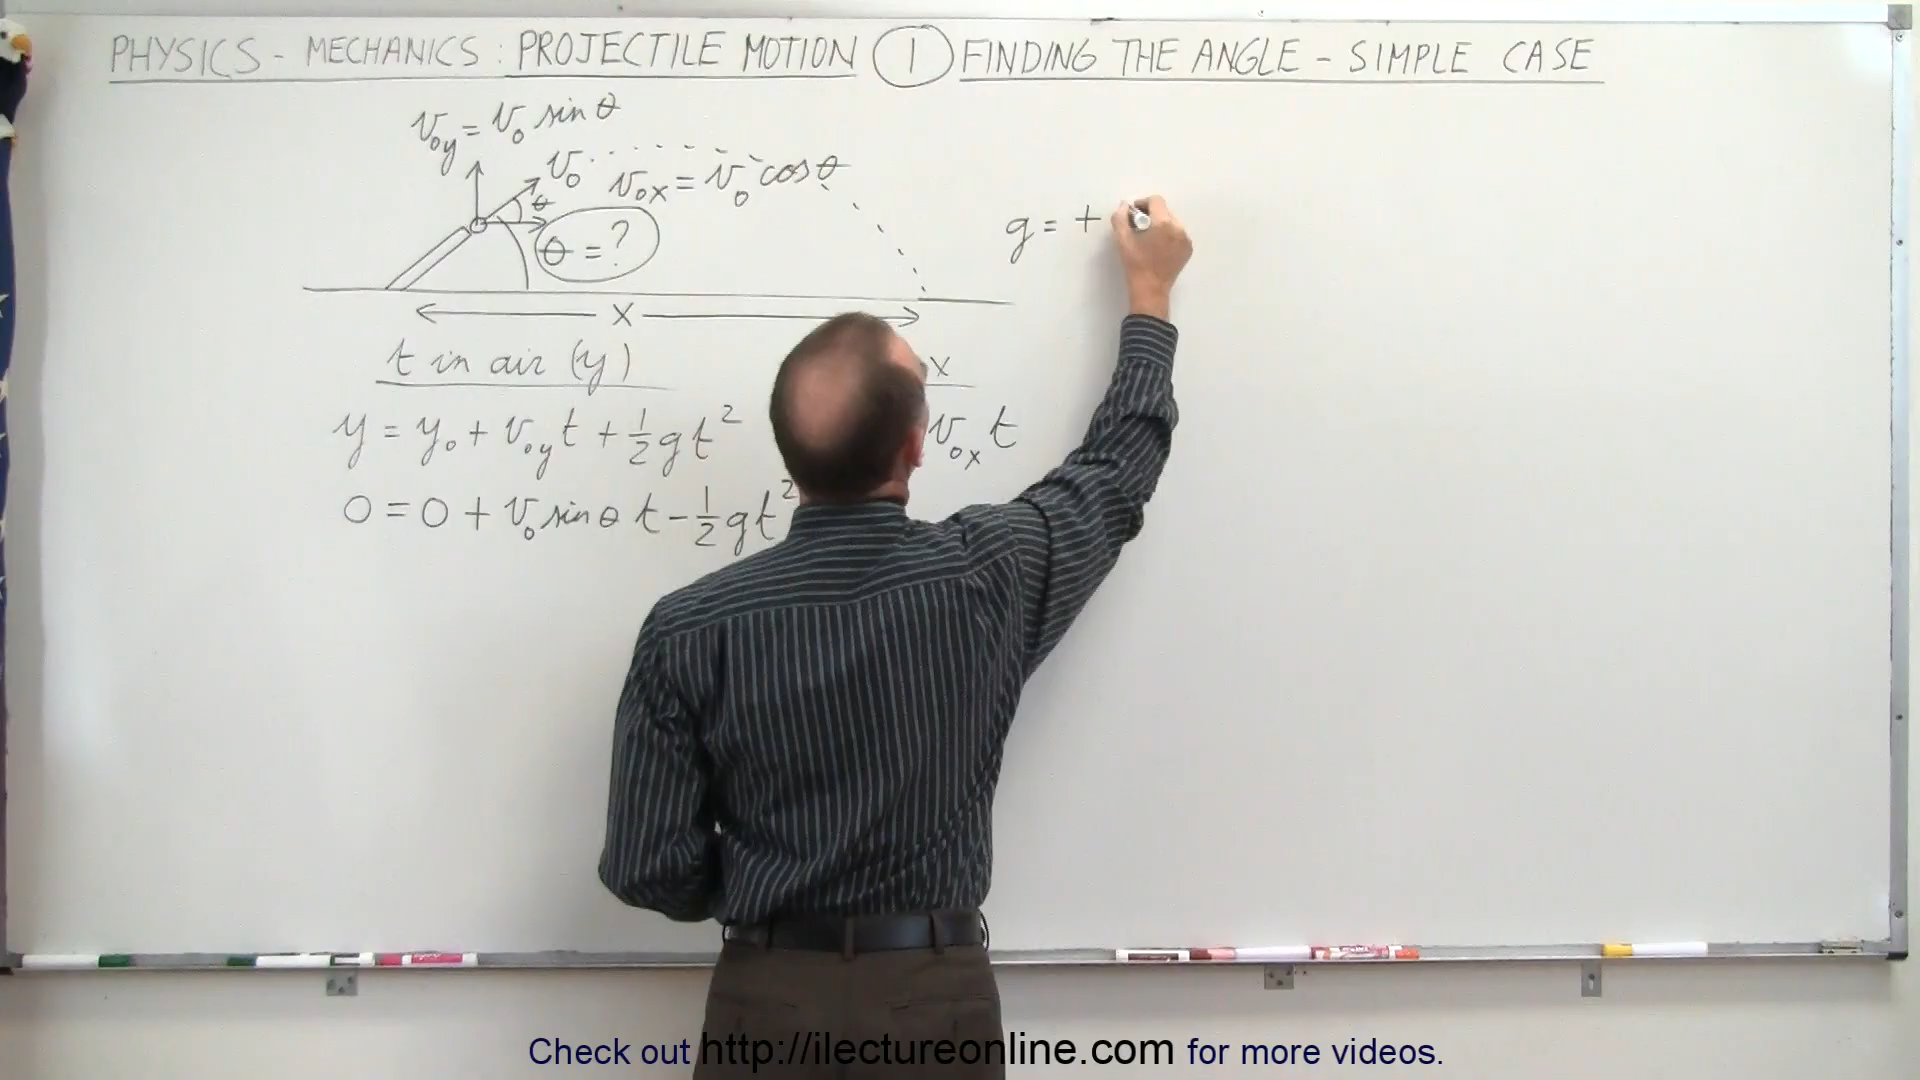 PHYSICS - MECHANICS : PROJECTILE MOTION 1 FINDING THE ANGLE - SIMPLE CASE
v₀y = v₀ sin θ
v₀
v₀x = v₀ cos θ
θ
θ = ?
g = +
x
t in air (y)
x
y = y₀ + v₀y t + 1/2 g t²
v₀x t
0 = 0 + v₀ sin θ t - 1/2 g t²
Check out http://ilectureonline.com for more videos.